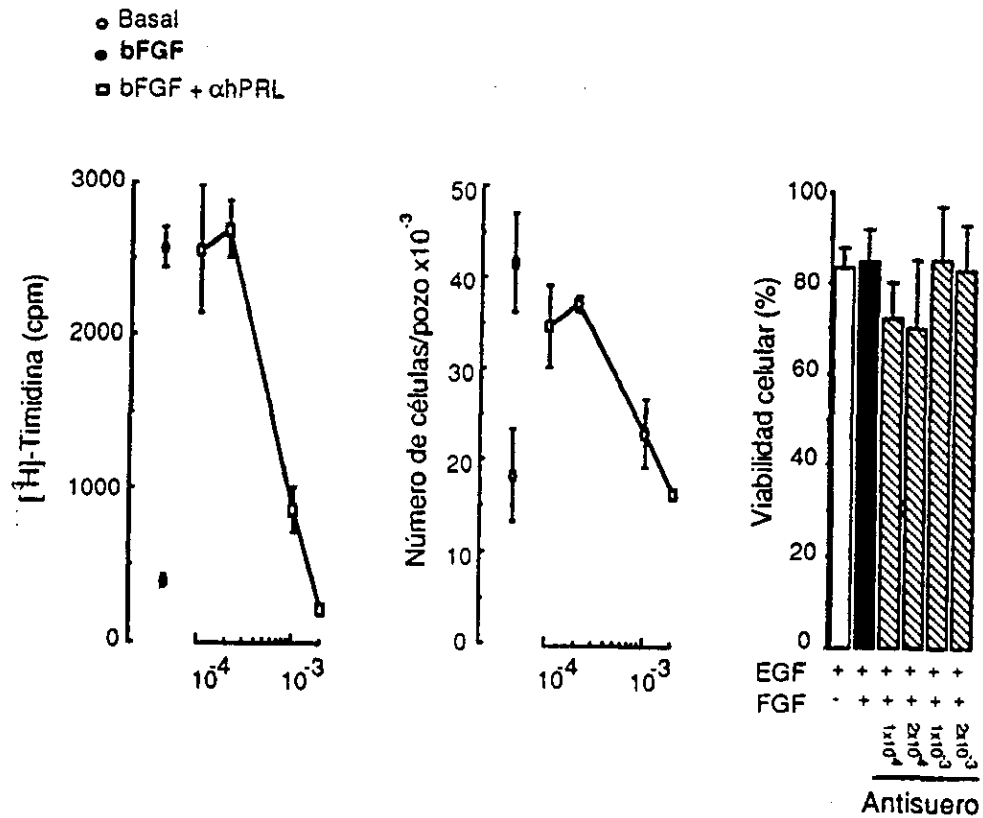 Basal
bFGF
bFGF + αhPRL
[³H]-Timidina (cpm)
3000
2000
1000
0
10⁻⁴ 10⁻³
Número de células/pozo x10⁻³
50
40
30
20
10
0
10⁻⁴ 10⁻³
Viabilidad celular (%)
100
80
60
40
20
0
EGF + + + + + +
FGF - + + + + +
1x10⁻⁴ 2x10⁻⁴ 1x10⁻³ 2x10⁻³
Antisuero